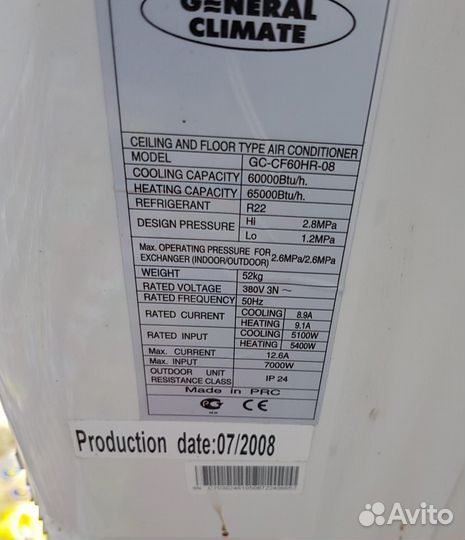 GENERAL
CLIMATE
CEILING AND FLOOR TYPE AIR CONDITIONER
MODEL GC-CF60HR-08
COOLING CAPACITY 60000Btu/h.
HEATING CAPACITY 65000Btu/h.
REFRIGERANT R22
DESIGN PRESSURE Hi 2.8MPa
Lo 1.2MPa
Max. OPERATING PRESSURE FOR
EXCHANGER (INDOOR/OUTDOOR) 2.6MPa/2.6MPa
WEIGHT 52kg
RATED VOLTAGE 380V 3N ~
RATED FREQUENCY 50Hz
RATED CURRENT COOLING 8.9A
HEATING 9.1A
RATED INPUT COOLING 5100W
HEATING 5400W
Max. CURRENT 12.6A
Max. INPUT 7000W
OUTDOOR UNIT
RESISTANCE CLASS IP 24
Made in PRC
CE
Production date:07/2008
Avito